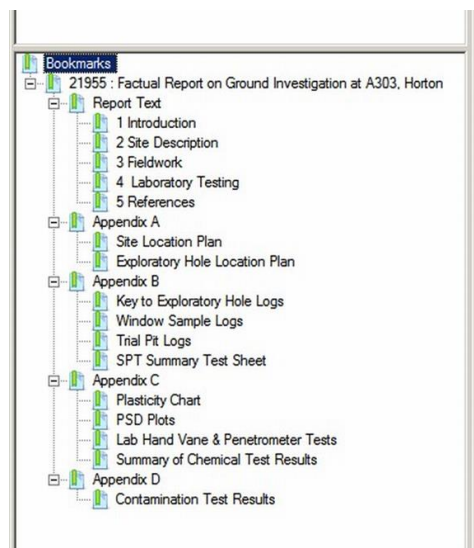 Bookmarks
21955 : Factual Report on Ground Investigation at A303, Horton
Report Text
1 Introduction
2 Site Description
3 Fieldwork
4 Laboratory Testing
5 References
Appendix A
Site Location Plan
Exploratory Hole Location Plan
Appendix B
Key to Exploratory Hole Logs
Window Sample Logs
Trial Pit Logs
SPT Summary Test Sheet
Appendix C
Plasticity Chart
PSD Plots
Lab Hand Vane & Penetrometer Tests
Summary of Chemical Test Results
Appendix D
Contamination Test Results